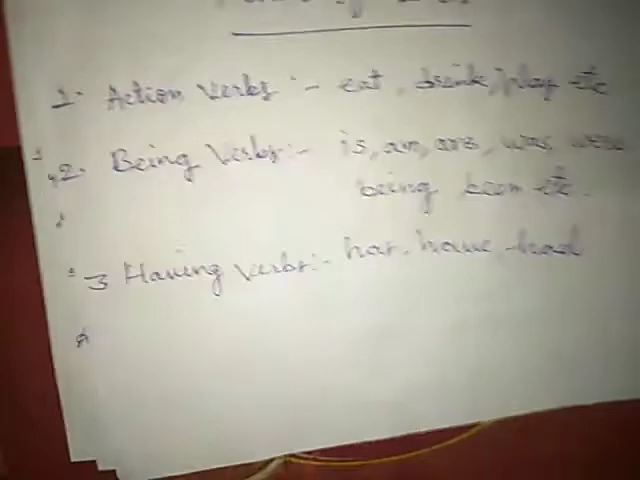 1. Action verbs :- eat, drink, play etc
2. Being Verbs :- is, am, are, was were
being been etc.
3 Having verbs :- has, have had